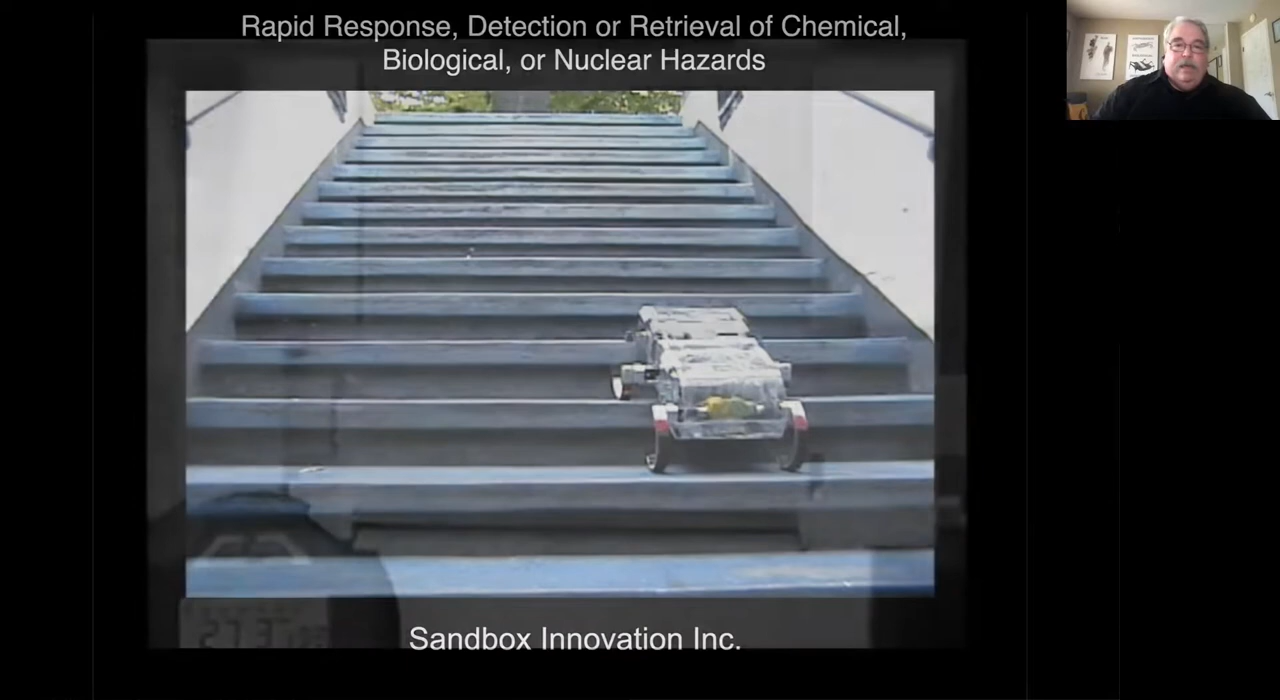 Rapid Response, Detection or Retrieval of Chemical,
Biological, or Nuclear Hazards
Sandbox Innovation Inc.